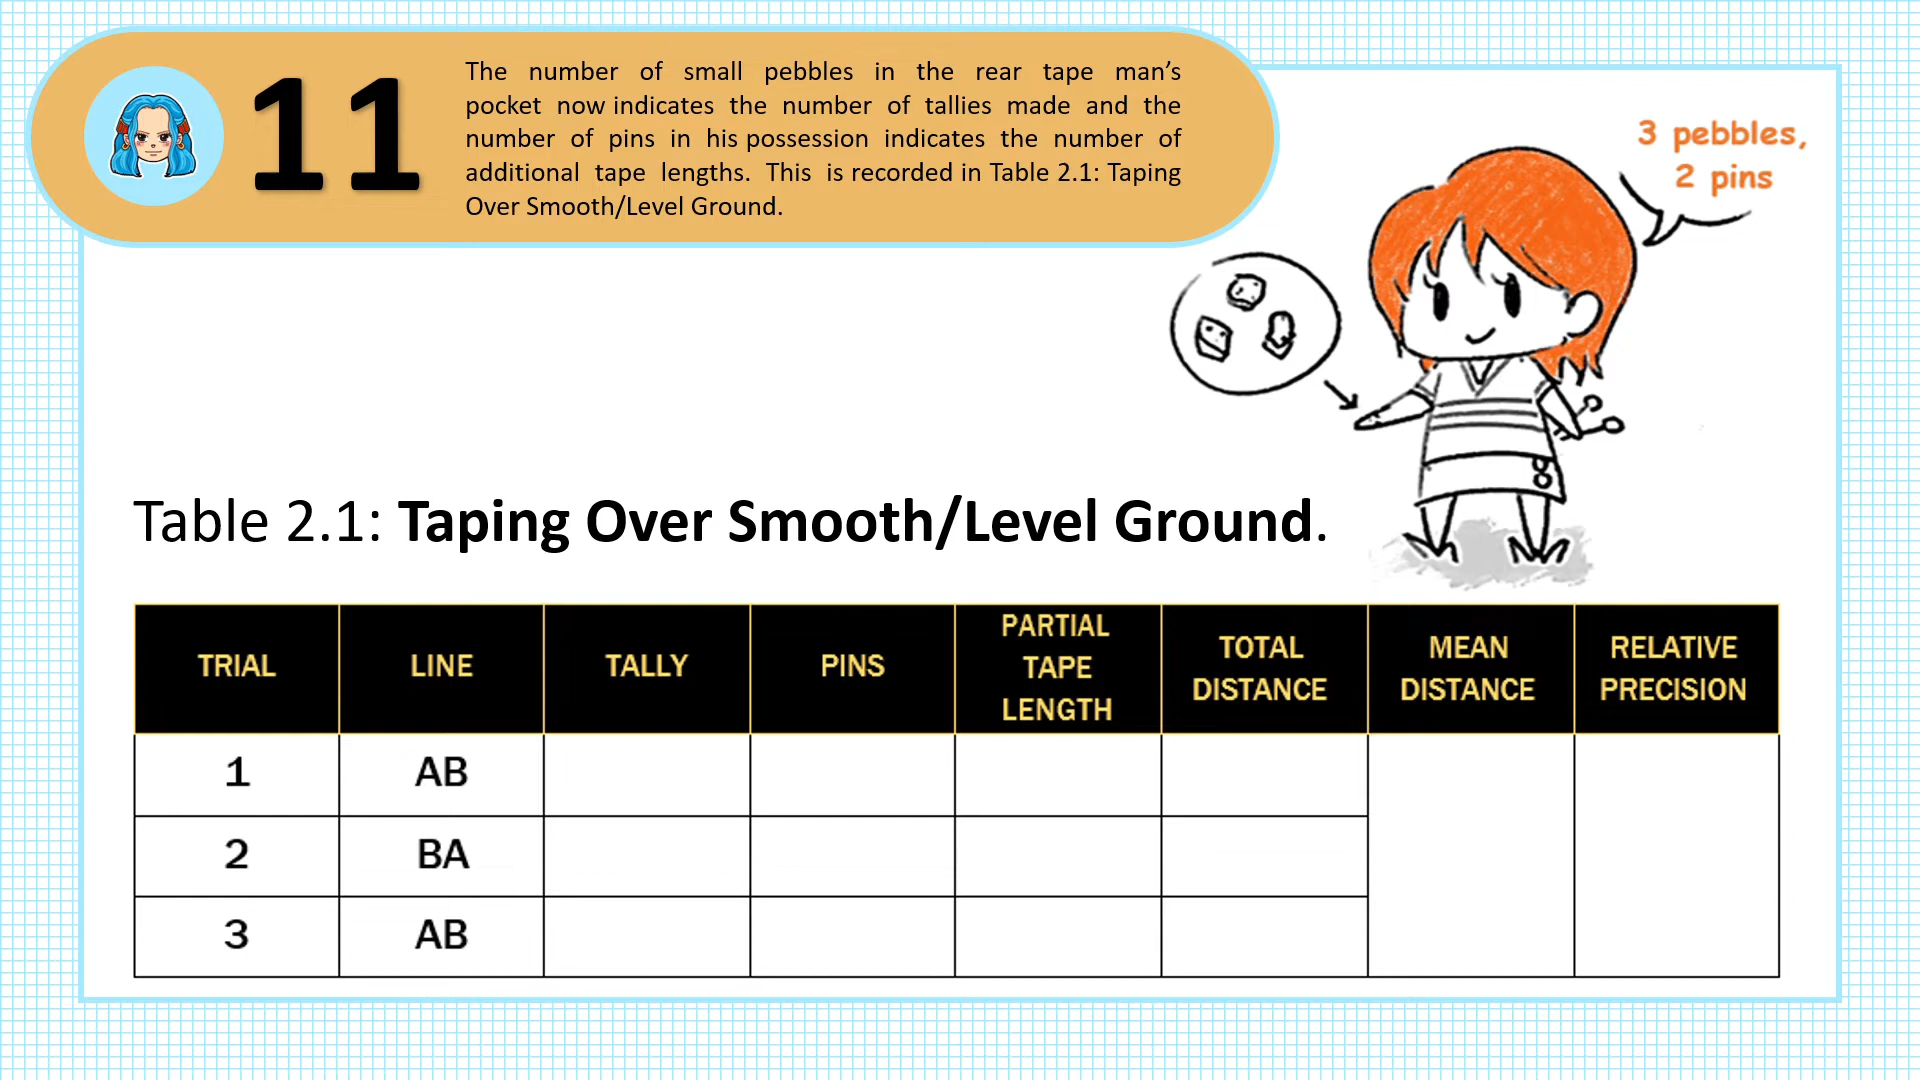 11
The number of small pebbles in the rear tape man’s
pocket now indicates the number of tallies made and the
number of pins in his possession indicates the number of
additional tape lengths. This is recorded in Table 2.1: Taping
Over Smooth/Level Ground.
3 pebbles,
2 pins
Table 2.1: Taping Over Smooth/Level Ground.
TRIAL LINE TALLY PINS PARTIAL TAPE LENGTH TOTAL DISTANCE MEAN DISTANCE RELATIVE PRECISION
1 AB
2 BA
3 AB